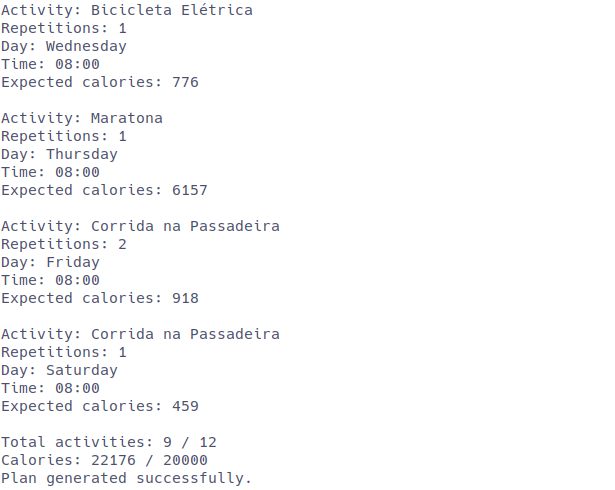 Activity: Bicicleta Elétrica
Repetitions: 1
Day: Wednesday
Time: 08:00
Expected calories: 776
Activity: Maratona
Repetitions: 1
Day: Thursday
Time: 08:00
Expected calories: 6157
Activity: Corrida na Passadeira
Repetitions: 2
Day: Friday
Time: 08:00
Expected calories: 918
Activity: Corrida na Passadeira
Repetitions: 1
Day: Saturday
Time: 08:00
Expected calories: 459
Total activities: 9 / 12
Calories: 22176 / 20000
Plan generated successfully.